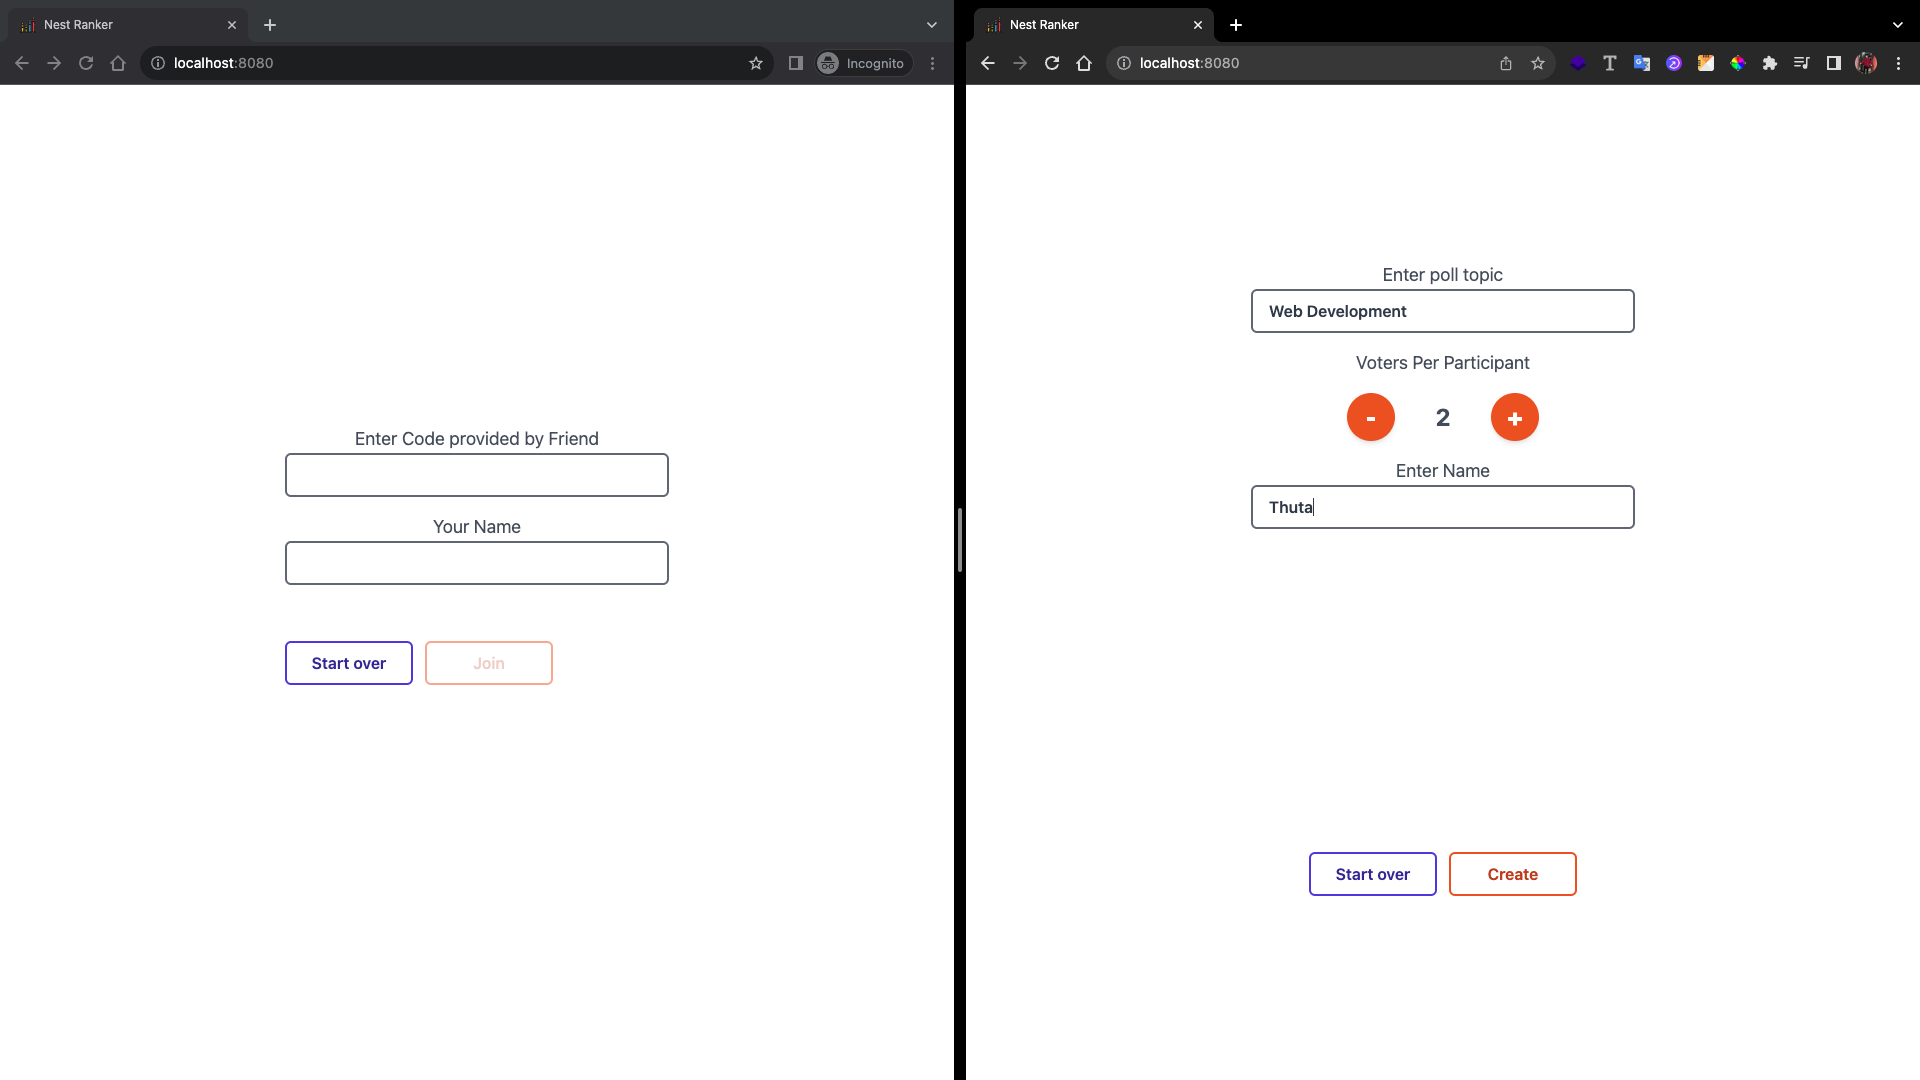 Nest Ranker
localhost:8080
Incognito
Enter Code provided by Friend
Your Name
Start over
Join
Nest Ranker
localhost:8080
Enter poll topic
Web Development
Voters Per Participant
- 2 +
Enter Name
Thuta
Start over
Create